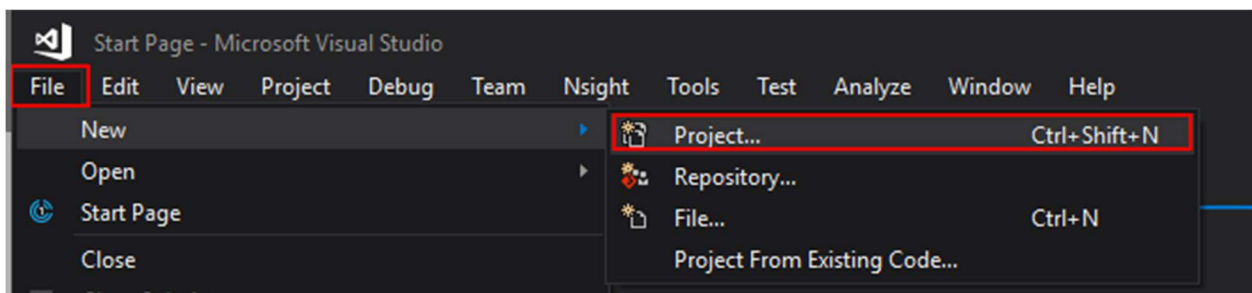 Start Page - Microsoft Visual Studio
File Edit View Project Debug Team Nsight Tools Test Analyze Window Help
New
Project... Ctrl+Shift+N
Open
Repository...
Start Page
File... Ctrl+N
Close
Project From Existing Code...